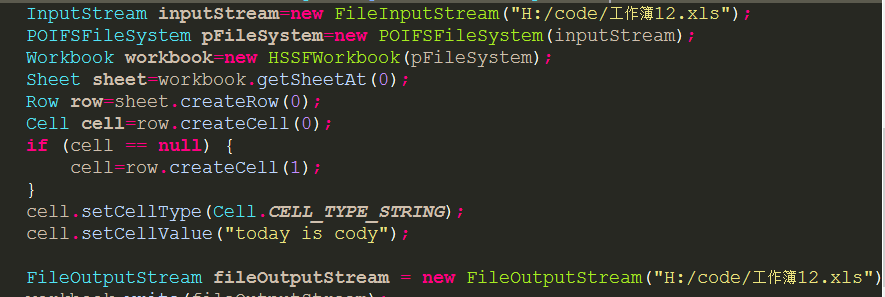 InputStream inputStream=new FileInputStream("H:/code/工作簿12.xls");
POIFSFileSystem pFileSystem=new POIFSFileSystem(inputStream);
Workbook workbook=new HSSFWorkbook(pFileSystem);
Sheet sheet=workbook.getSheetAt(0);
Row row=sheet.createRow(0);
Cell cell=row.createCell(0);
if (cell == null) {
    cell=row.createCell(1);
}
cell.setCellType(Cell.CELL_TYPE_STRING);
cell.setCellValue("today is cody");
FileOutputStream fileOutputStream = new FileOutputStream("H:/code/工作簿12.xls")
workbook.write(fileOutputStream);